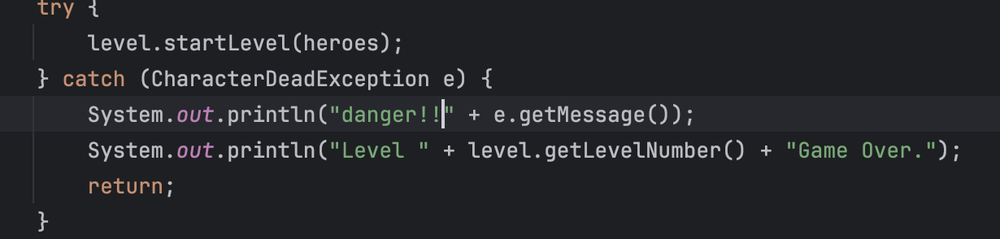 try {
level.startLevel(heroes);
} catch (CharacterDeadException e) {
System.out.println("danger!!" + e.getMessage());
System.out.println("Level " + level.getLevelNumber() + "Game Over.");
return;
}